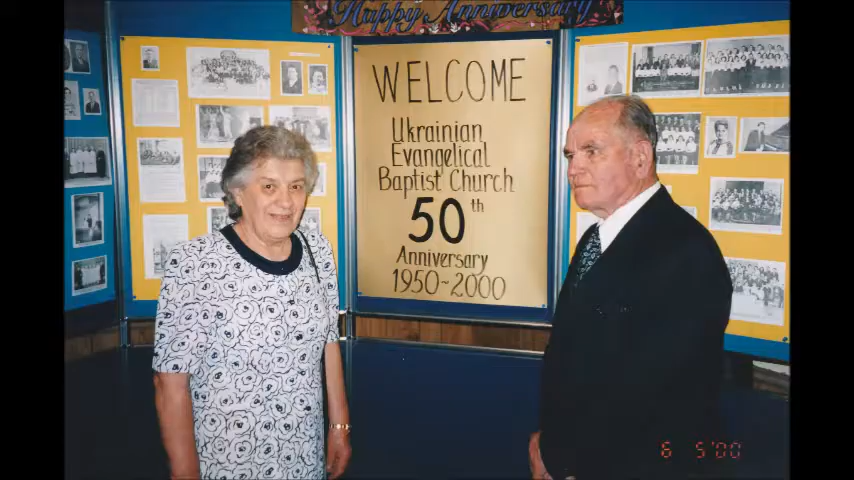 Happy Anniversary
WELCOME
Ukrainian
Evangelical
Baptist Church
50th
Anniversary
1950~2000
6 5'00